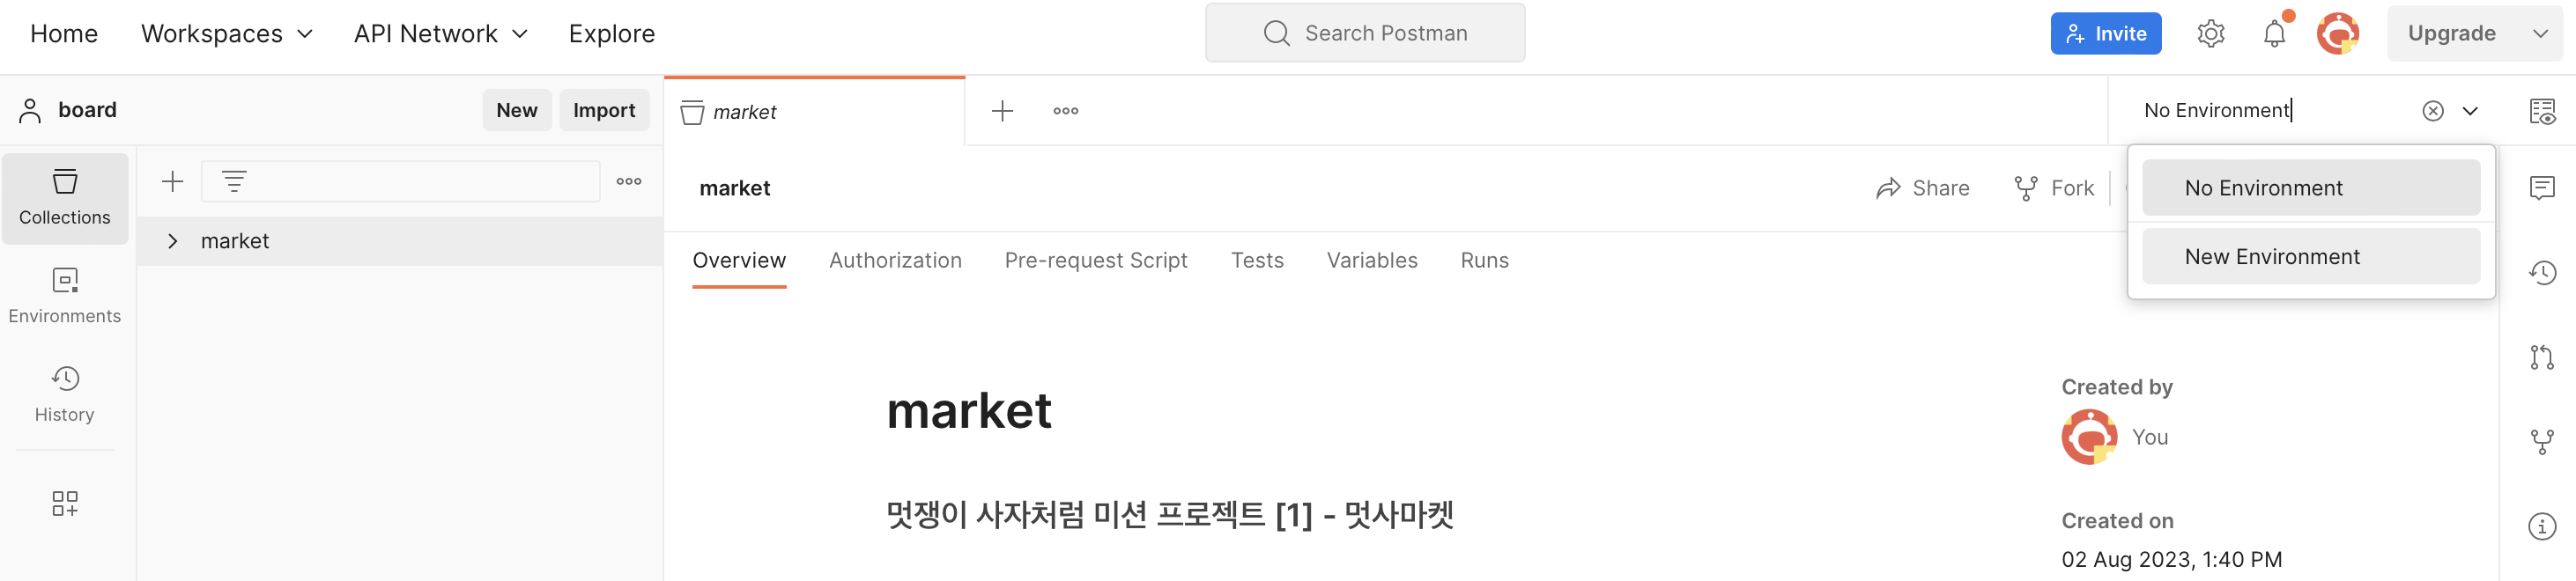 Home Workspaces API Network Explore Search Postman Invite Upgrade
board New Import market No Environment
Collections
market
Environments
History
market Share Fork
No Environment
New Environment
Overview Authorization Pre-request Script Tests Variables Runs
market
멋쟁이 사자처럼 미션 프로젝트 [1] - 멋사마켓
Created by
You
Created on
02 Aug 2023, 1:40 PM